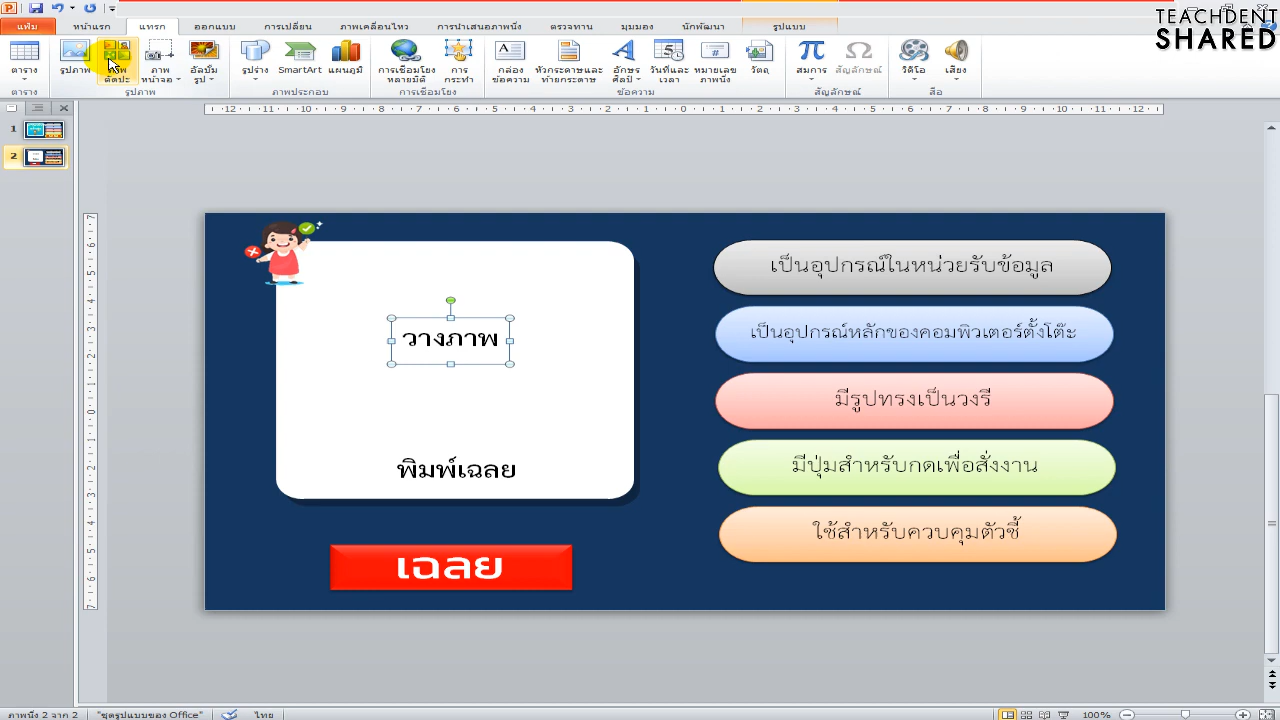 TEACHDENT
SHARED
แฟ้ม หน้าแรก แทรก ออกแบบ การเปลี่ยน ภาพเคลื่อนไหว การนำเสนอภาพนิ่ง ตรวจทาน มุมมอง นักพัฒนา รูปแบบ
ตาราง รูปภาพ ภาพตัดปะ ภาพหน้าจอ อัลบั้มรูป รูปร่าง SmartArt แผนภูมิ การเชื่อมโยงหลายมิติ การกระทำ กล่องข้อความ หัวกระดาษและท้ายกระดาษ อักษรศิลป์ วันที่และเวลา หมายเลขภาพนิ่ง วัตถุ สมการ สัญลักษณ์ วิดีโอ เสียง
ตาราง รูปภาพ ภาพประกอบ การเชื่อมโยง ข้อความ สัญลักษณ์ สื่อ
1
2
วางภาพ
พิมพ์เฉลย
เฉลย
เป็นอุปกรณ์ในหน่วยรับข้อมูล
เป็นอุปกรณ์หลักของคอมพิวเตอร์ตั้งโต๊ะ
มีรูปทรงเป็นวงรี
มีปุ่มสำหรับกดเพื่อสั่งงาน
ใช้สำหรับควบคุมตัวชี้
ภาพนิ่ง 2 จาก 2 "ชุดรูปแบบของ Office" ไทย 100%